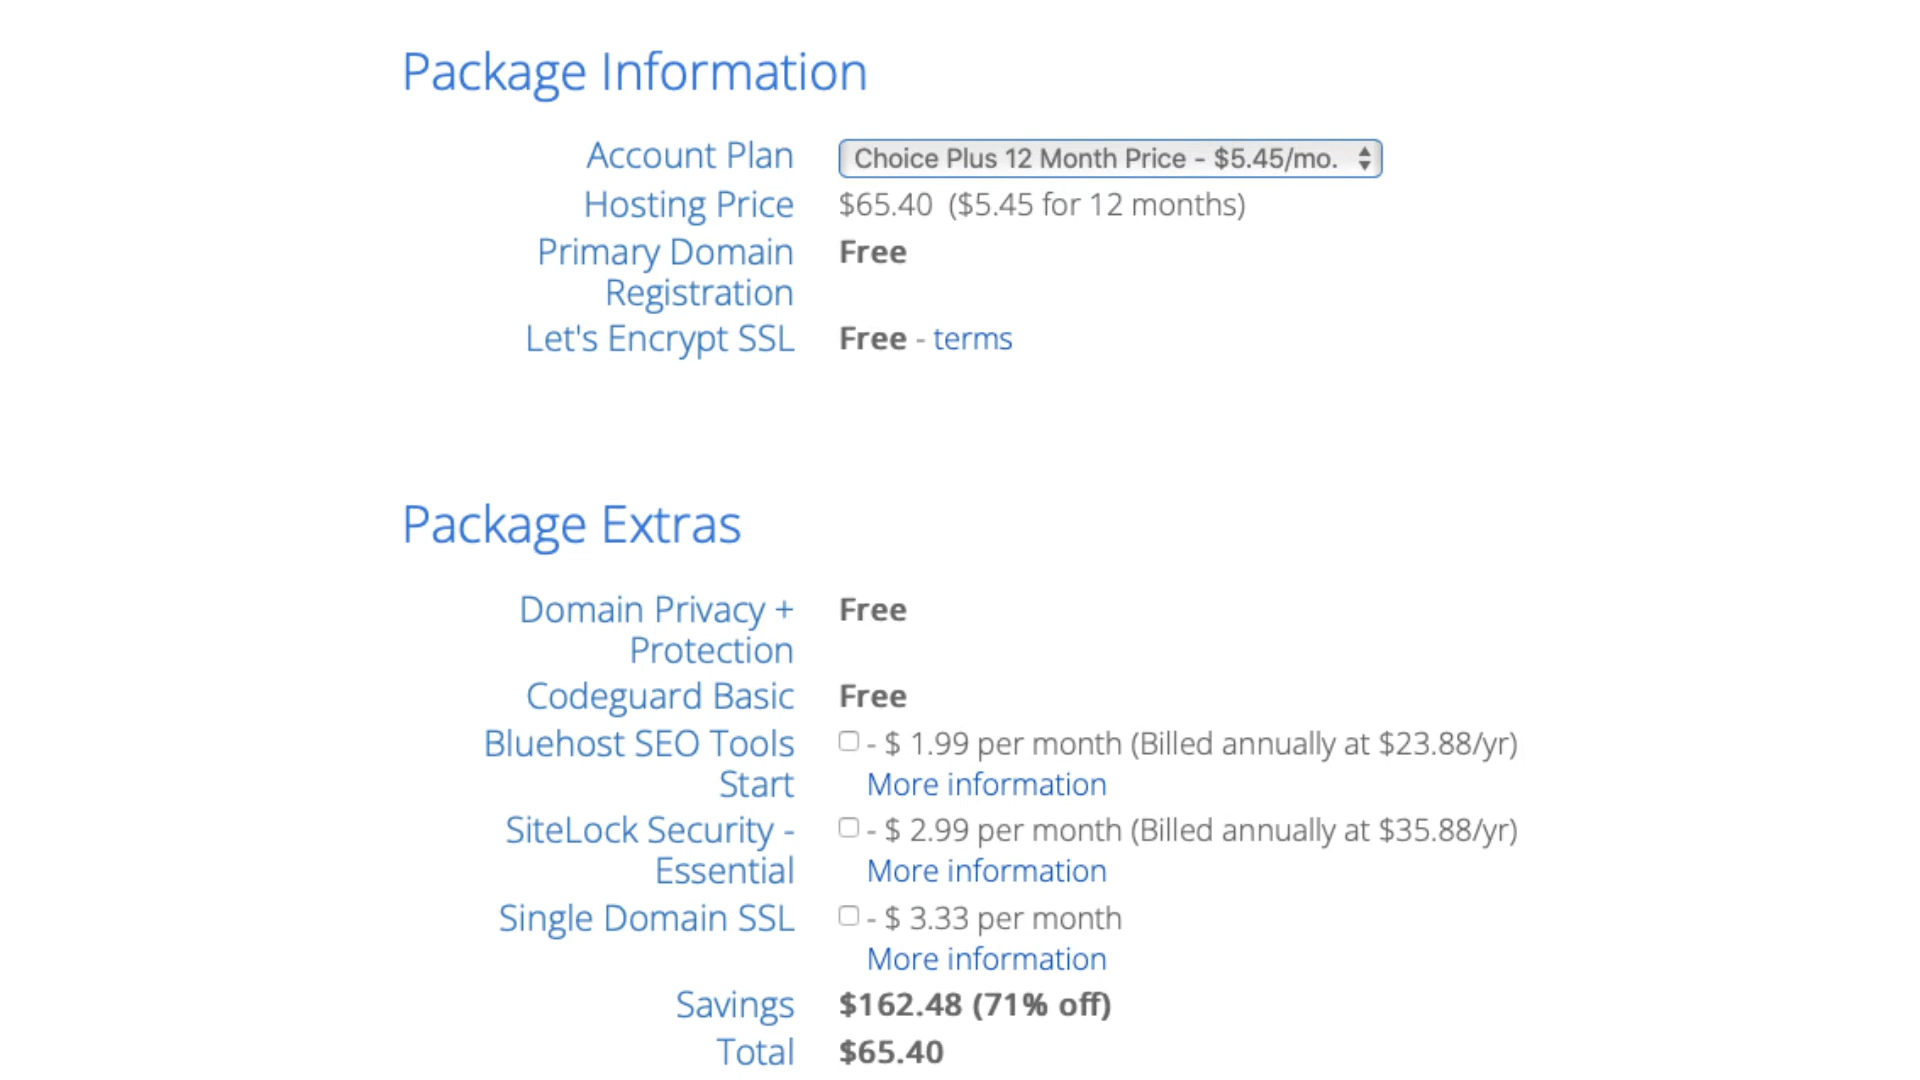 Package Information
Account Plan Choice Plus 12 Month Price - $5.45/mo.
Hosting Price $65.40 ($5.45 for 12 months)
Primary Domain Free
Registration
Let's Encrypt SSL Free - terms
Package Extras
Domain Privacy + Free
Protection
Codeguard Basic Free
Bluehost SEO Tools - $ 1.99 per month (Billed annually at $23.88/yr)
Start More information
SiteLock Security - - $ 2.99 per month (Billed annually at $35.88/yr)
Essential More information
Single Domain SSL - $ 3.33 per month
More information
Savings $162.48 (71% off)
Total $65.40